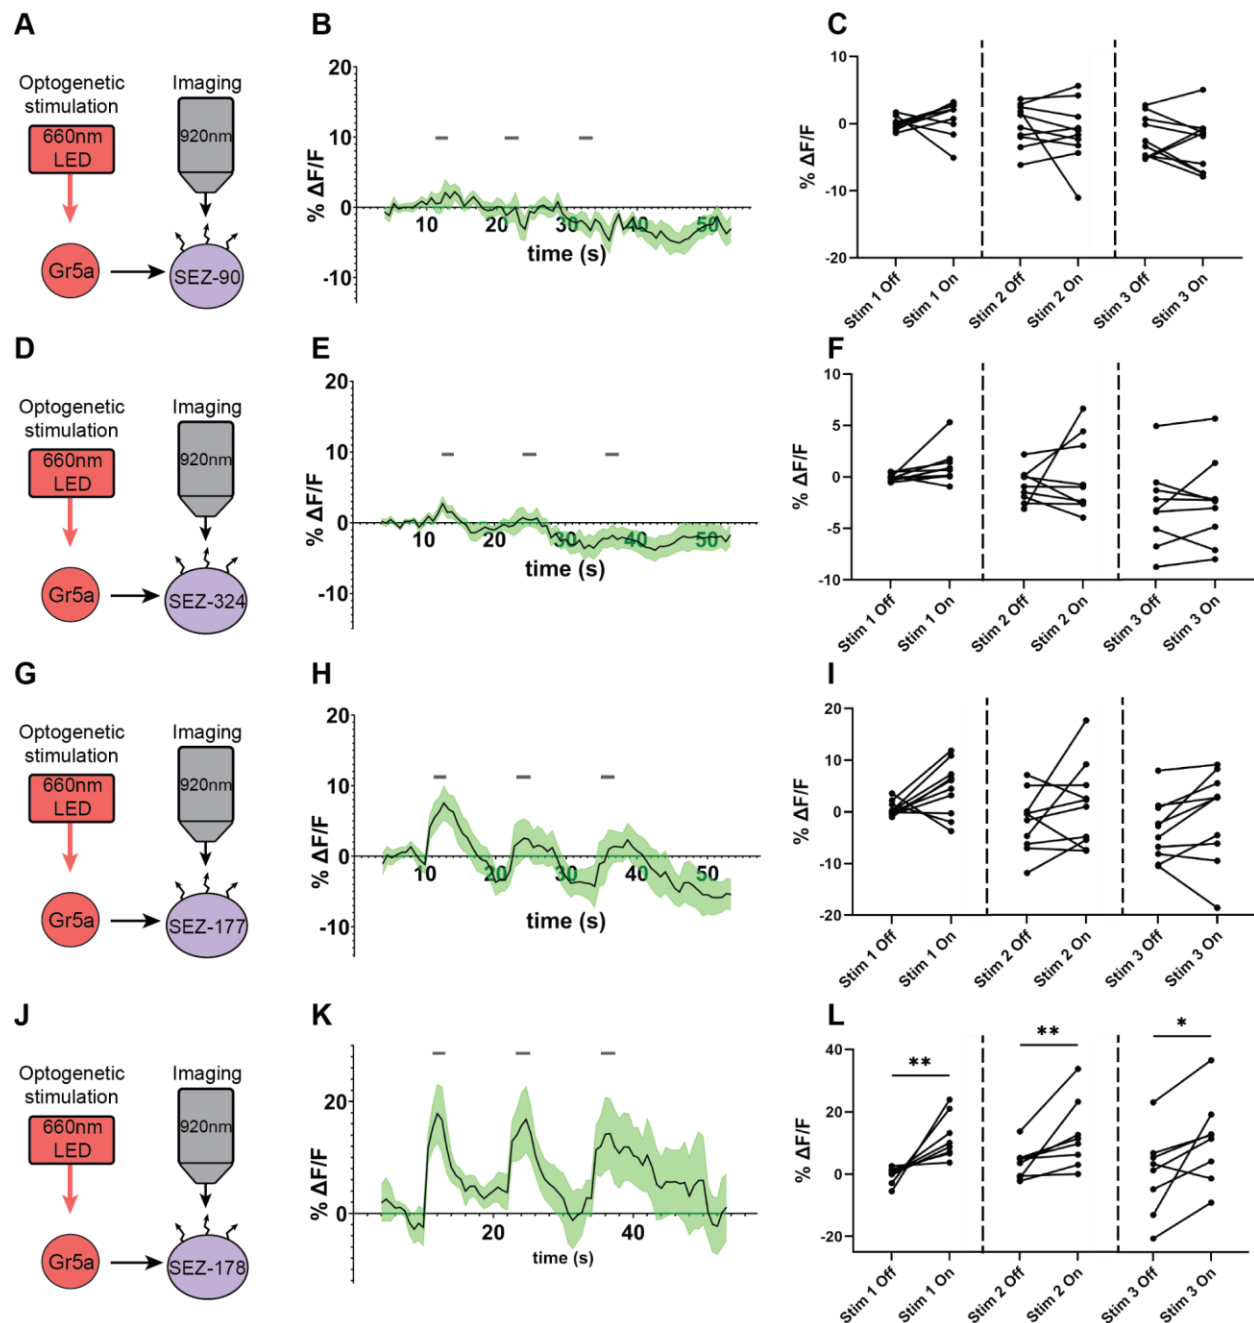 A
Optogenetic
stimulation
Imaging
660nm
LED
920nm
Gr5a
SEZ-90
B
% ΔF/F
20
10
0
-10
10
20
30
40
50
time (s)
C
% ΔF/F
10
0
-10
-20
Stim 1 Off
Stim 1 On
Stim 2 Off
Stim 2 On
Stim 3 Off
Stim 3 On
D
Optogenetic
stimulation
Imaging
660nm
LED
920nm
Gr5a
SEZ-324
E
% ΔF/F
20
10
0
-10
10
20
30
40
50
time (s)
F
% ΔF/F
10
5
0
-5
-10
Stim 1 Off
Stim 1 On
Stim 2 Off
Stim 2 On
Stim 3 Off
Stim 3 On
G
Optogenetic
stimulation
Imaging
660nm
LED
920nm
Gr5a
SEZ-177
H
% ΔF/F
20
10
0
-10
10
20
30
40
50
time (s)
I
% ΔF/F
20
10
0
-10
-20
Stim 1 Off
Stim 1 On
Stim 2 Off
Stim 2 On
Stim 3 Off
Stim 3 On
J
Optogenetic
stimulation
Imaging
660nm
LED
920nm
Gr5a
SEZ-178
K
% ΔF/F
20
0
20
40
time (s)
L
% ΔF/F
40
20
0
-20
**
**
*
Stim 1 Off
Stim 1 On
Stim 2 Off
Stim 2 On
Stim 3 Off
Stim 3 On